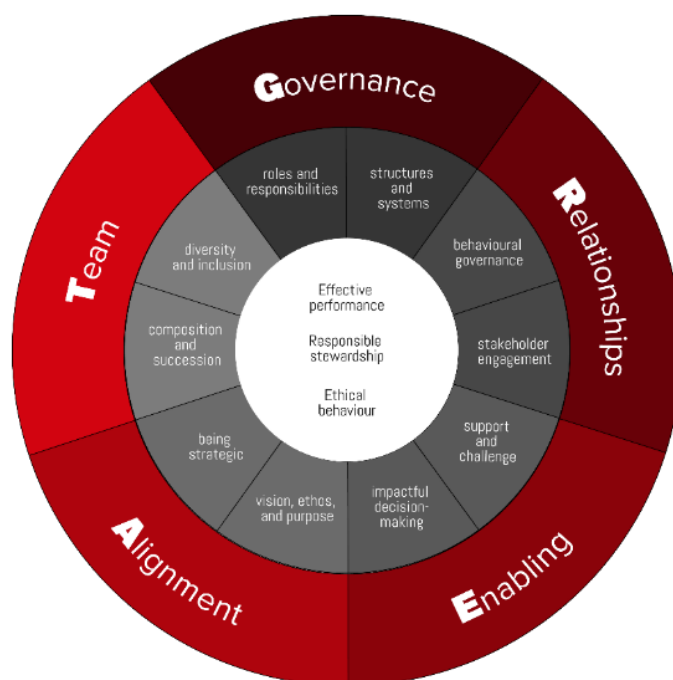 Governance
Relationships
Enabling
Alignment
Team
roles and
responsibilities
structures and
systems
behavioural
governance
stakeholder
engagement
support
and
challenge
impactful
decision-
making
vision, ethos,
and purpose
being
strategic
composition
and
succession
diversity
and inclusion
Effective
performance
Responsible
stewardship
Ethical
behaviour